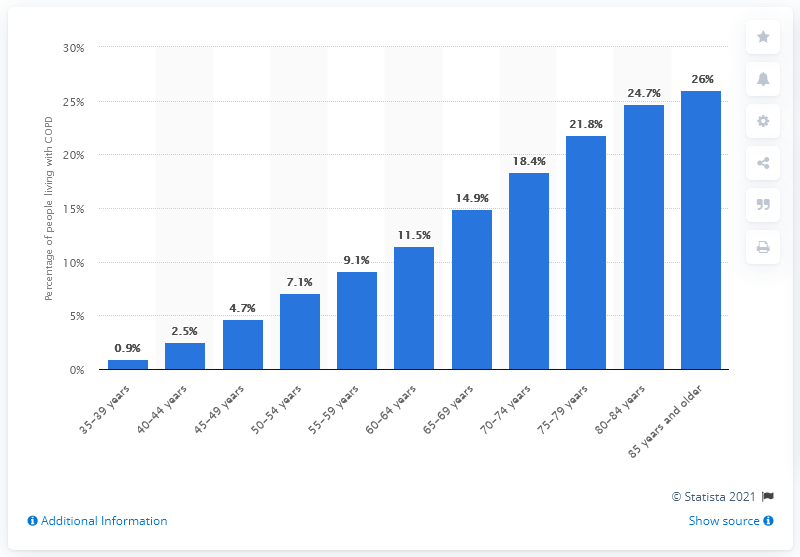 30%
25%
20%
15%
10%
5%
0%
Percentage of people living with COPD
0.9%
2.5%
4.7%
7.1%
9.1%
11.5%
14.9%
18.4%
21.8%
24.7%
26%
35–39 years
40–44 years
45–49 years
50–54 years
55–59 years
60–64 years
65–69 years
70–74 years
75–79 years
80–84 years
85 years and older
© Statista 2021
Additional Information
Show source